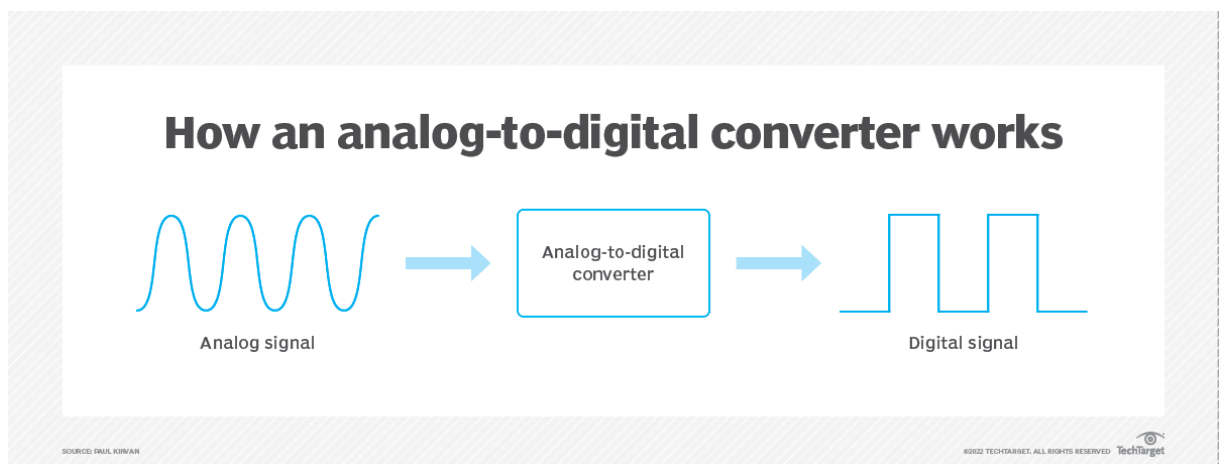 How an analog-to-digital converter works
Analog-to-digital
converter
Analog signal
Digital signal
SOURCE: PAUL KIRVAN
©2022 TECHTARGET. ALL RIGHTS RESERVED TechTarget